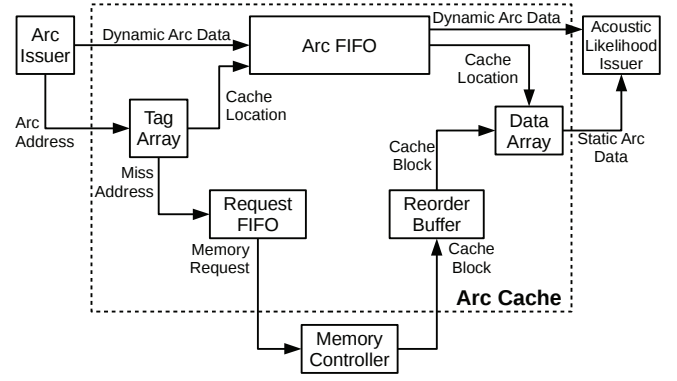 Arc
Issuer
Dynamic Arc Data
Arc FIFO
Dynamic Arc Data
Acoustic
Likelihood
Issuer
Cache
Location
Cache
Location
Arc
Address
Tag
Array
Data
Array
Static Arc
Data
Miss
Address
Cache
Block
Request
FIFO
Reorder
Buffer
Memory
Request
Cache
Block
Arc Cache
Memory
Controller